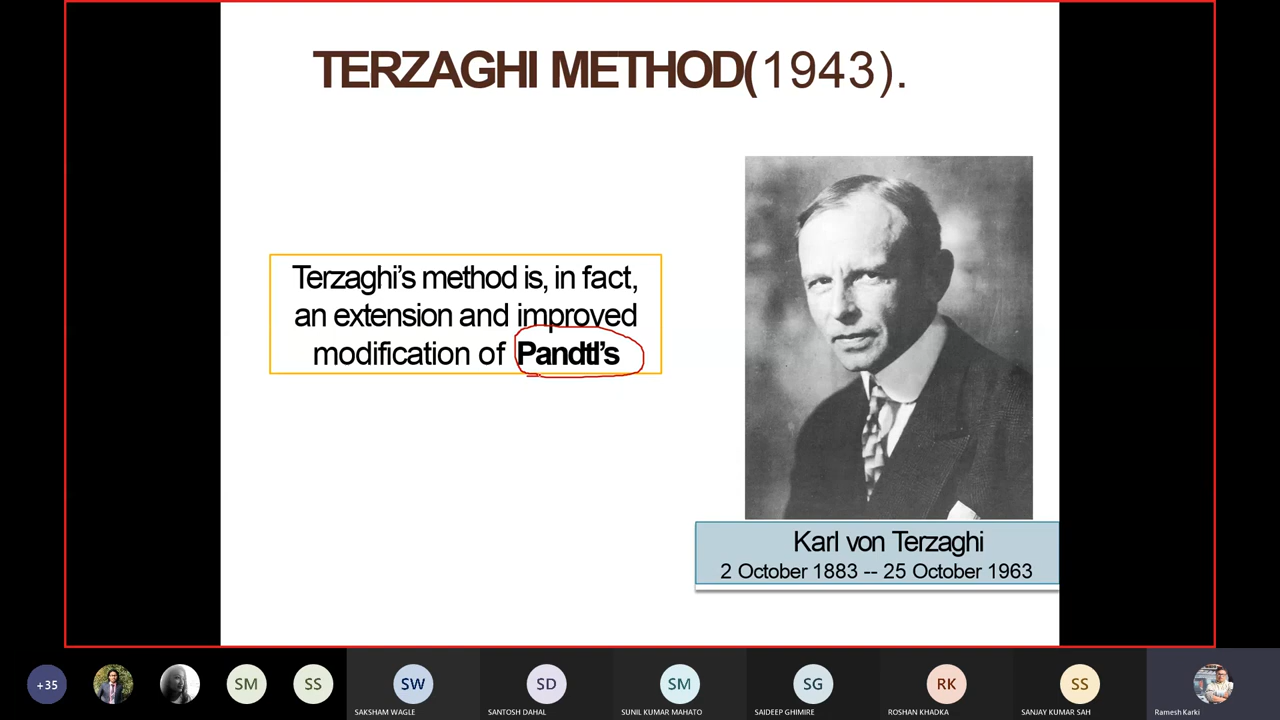 TERZAGHI METHOD(1943).
Terzaghi's method is, in fact,
an extension and improved
modification of Pandtl's
Karl von Terzaghi
2 October 1883 -- 25 October 1963
+35
SM
SS
SW
SAKSHAM WAGLE
SD
SANTOSH DAHAL
SM
SUNIL KUMAR MAHATO
SG
SAIDEEP GHIMIRE
RK
ROSHAN KHADKA
SS
SANJAY KUMAR SAH
Ramesh Karki